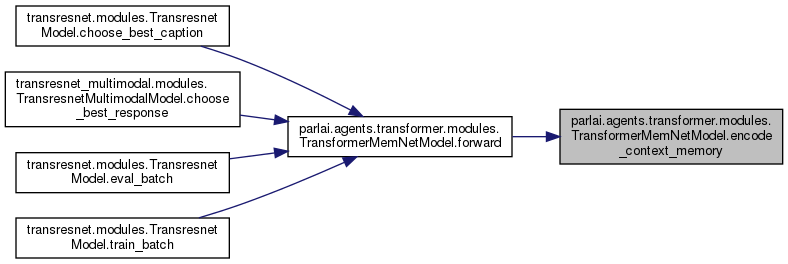 transresnet.modules.Transresnet
Model.choose_best_caption
transresnet_multimodal.modules.
TransresnetMultimodalModel.choose
_best_response
transresnet.modules.Transresnet
Model.eval_batch
transresnet.modules.Transresnet
Model.train_batch
parlai.agents.transformer.modules.
TransformerMemNetModel.forward
parlai.agents.transformer.modules.
TransformerMemNetModel.encode
_context_memory